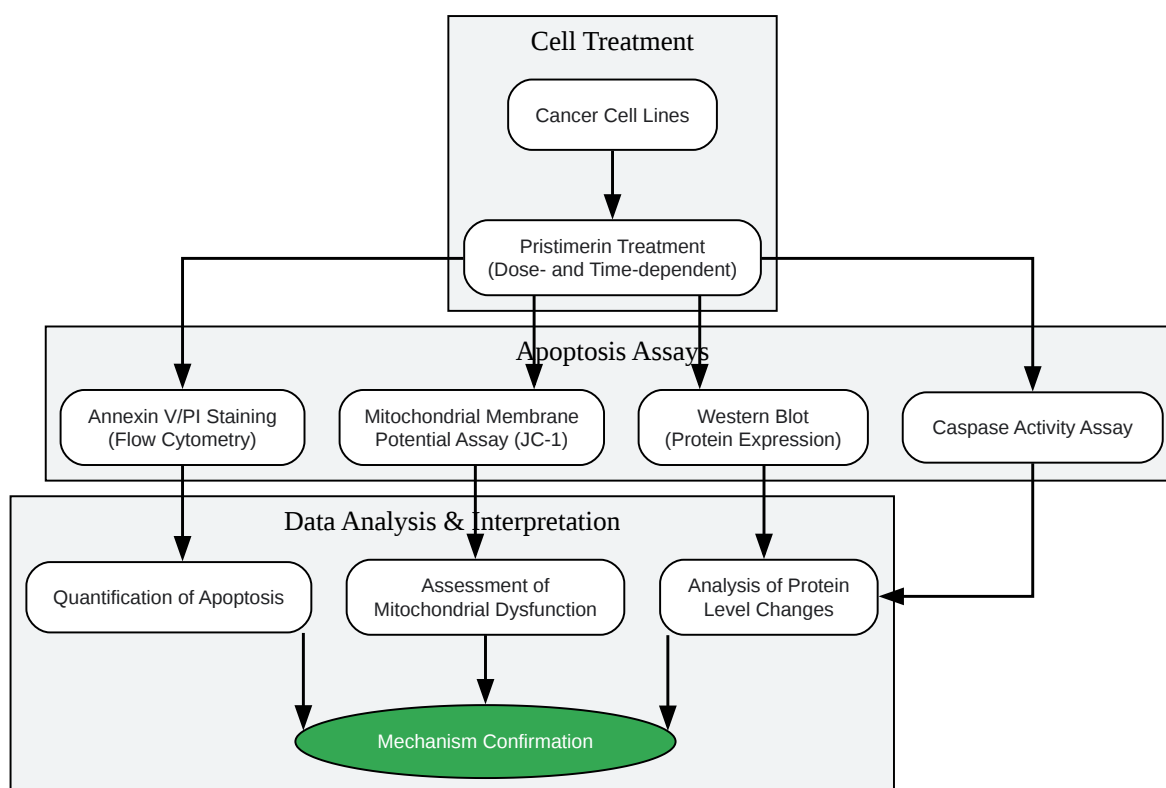 Cell Treatment
Cancer Cell Lines
Pristimerin Treatment
(Dose- and Time-dependent)
Apoptosis Assays
Annexin V/PI Staining
(Flow Cytometry)
Mitochondrial Membrane
Potential Assay (JC-1)
Western Blot
(Protein Expression)
Caspase Activity Assay
Data Analysis & Interpretation
Quantification of Apoptosis
Assessment of
Mitochondrial Dysfunction
Analysis of Protein
Level Changes
Mechanism Confirmation